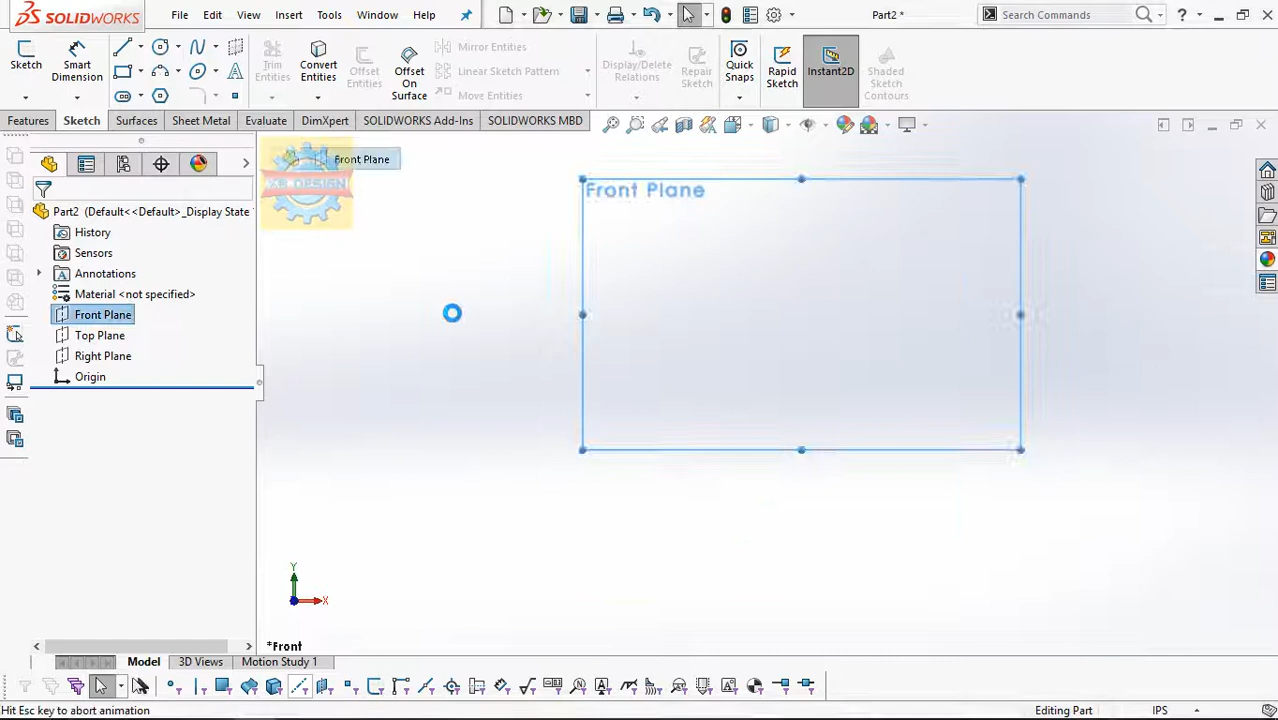 SOLIDWORKS File Edit View Insert Tools Window Help Part2 * Search Commands ?
Sketch Smart Dimension Trim Entities Convert Entities Offset Entities Offset On Surface Mirror Entities Linear Sketch Pattern Move Entities Display/Delete Relations Repair Sketch Quick Snaps Rapid Sketch Instant2D Shaded Sketch Contours
Features Sketch Surfaces Sheet Metal Evaluate DimXpert SOLIDWORKS Add-Ins SOLIDWORKS MBD
Front Plane
Front Plane
Part2 (Default<<Default>_Display State
History
Sensors
Annotations
Material <not specified>
Front Plane
Top Plane
Right Plane
Origin
Y
X
*Front
Model 3D Views Motion Study 1
Hit Esc key to abort animation Editing Part IPS